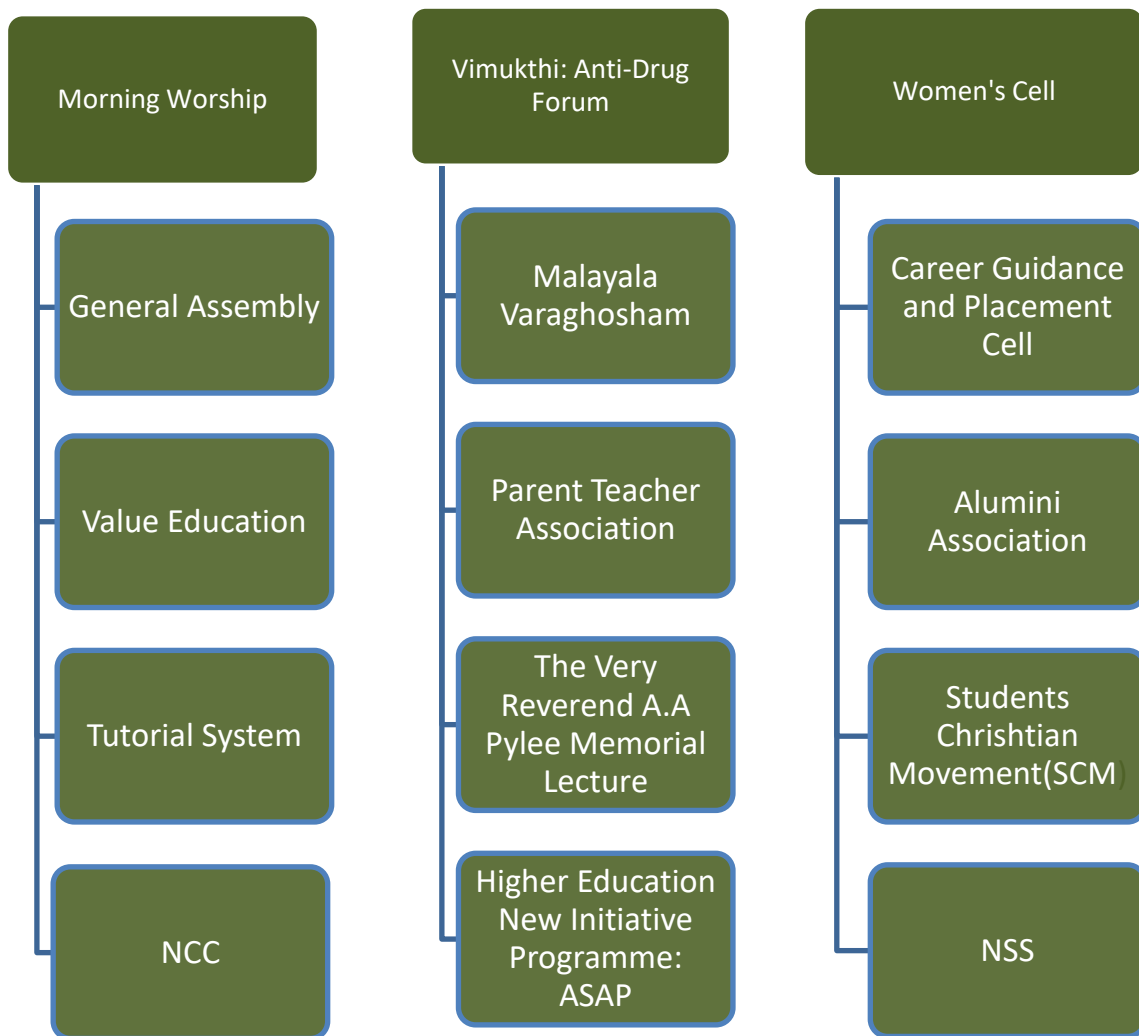 Morning Worship
General Assembly
Value Education
Tutorial System
NCC
Vimukthi: Anti-Drug
Forum
Malayala
Varaghosham
Parent Teacher
Association
The Very
Reverend A.A
Pylee Memorial
Lecture
Higher Education
New Initiative
Programme:
ASAP
Women's Cell
Career Guidance
and Placement
Cell
Alumini
Association
Students
Chrishtian
Movement(SCM)
NSS